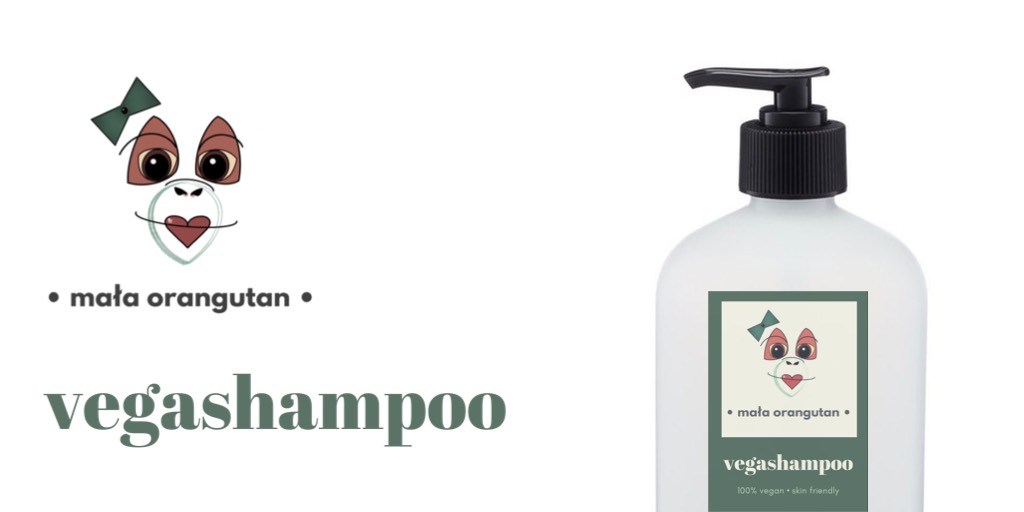 • mała orangutan •
vegashampoo
• mała orangutan •
vegashampoo
100% vegan • skin friendly